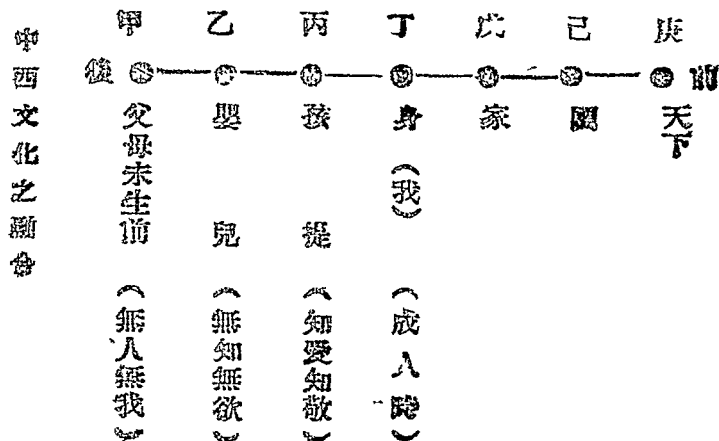 庚 己 戊 丁 丙 乙 甲
前 後
天下
國
家
身(我) (成人時)
孩提 (知愛知敬)
嬰兒 (無知無欲)
父母未生前 (無人無我)
中西文化之融合